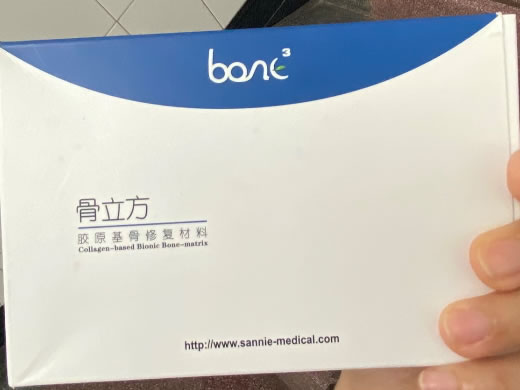 bone³
骨立方
胶原基骨修复材料
Collagen-based Bionic Bone-matrix
http://www.sannie-medical.com